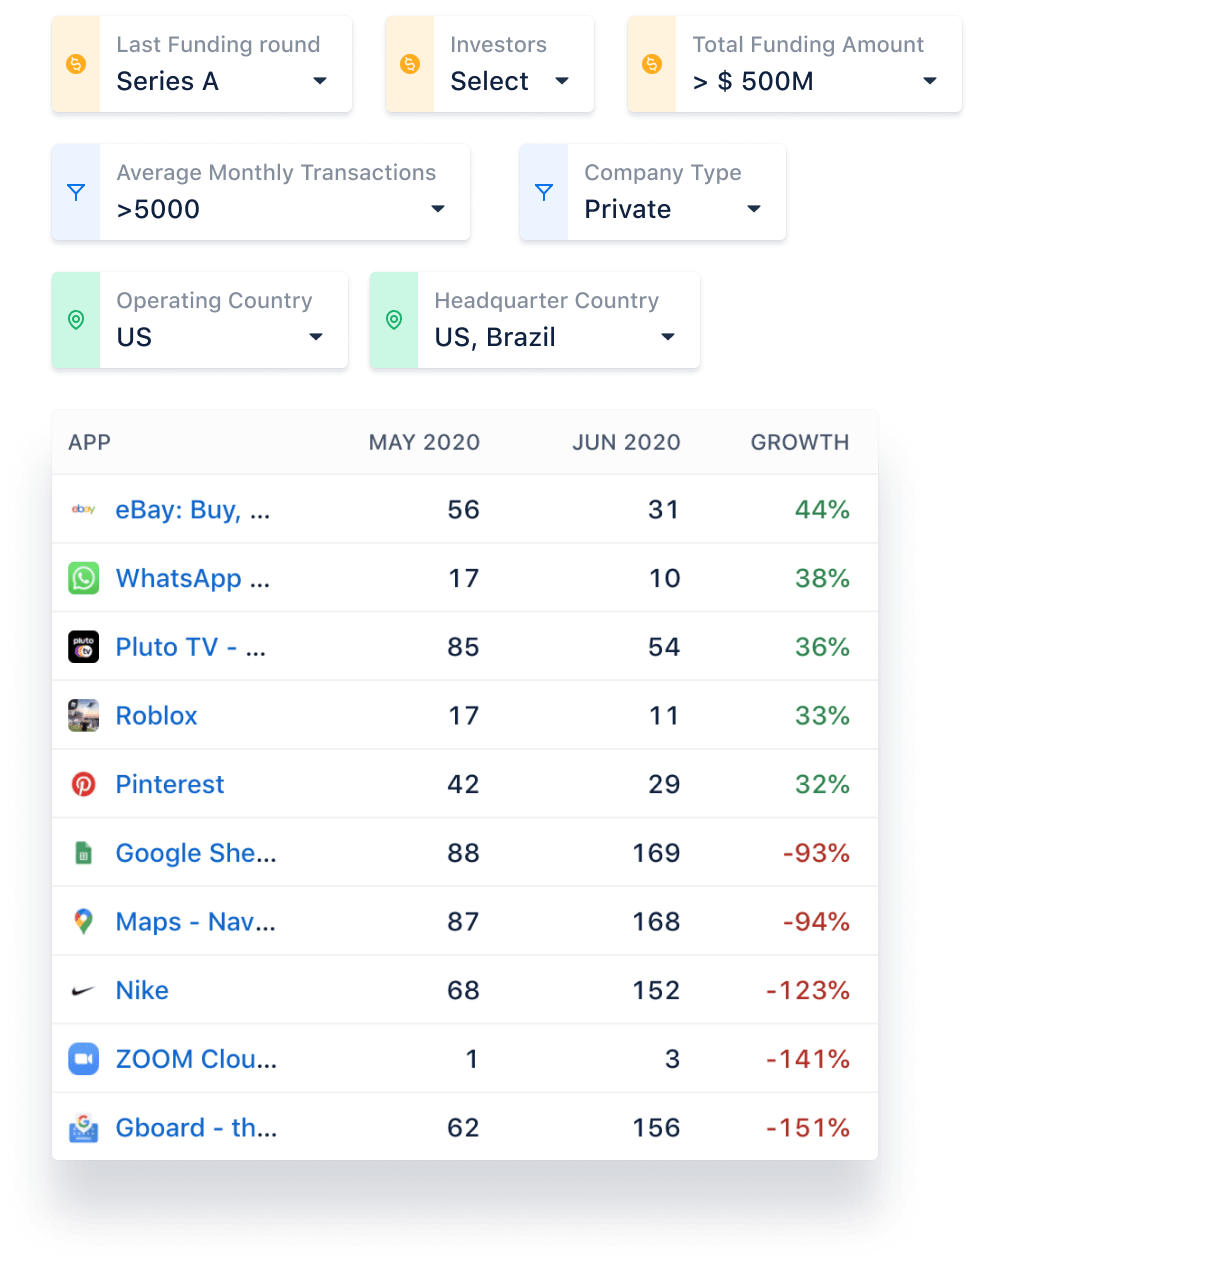 Last Funding round
Series A
Investors
Select
Total Funding Amount
> $ 500M
Average Monthly Transactions
>5000
Company Type
Private
Operating Country
US
Headquarter Country
US, Brazil
APP MAY 2020 JUN 2020 GROWTH
ebay eBay: Buy, ... 56 31 44%
WhatsApp ... 17 10 38%
pluto tv Pluto TV - ... 85 54 36%
Roblox 17 11 33%
Pinterest 42 29 32%
Google She... 88 169 -93%
Maps - Nav... 87 168 -94%
Nike 68 152 -123%
ZOOM Clou... 1 3 -141%
G Gboard - th... 62 156 -151%